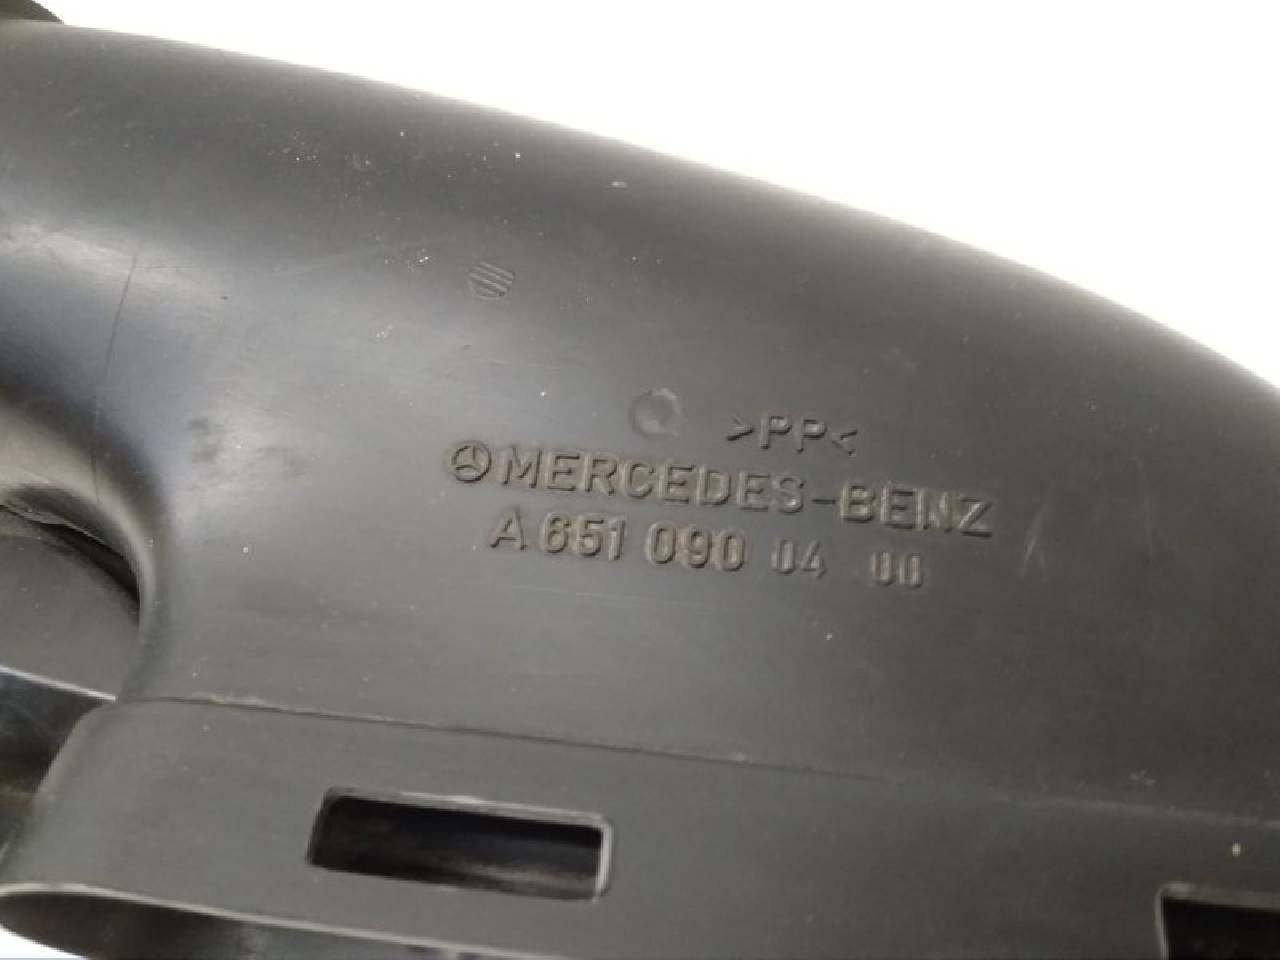 >PP<
MERCEDES-BENZ
A 651 090 04 00